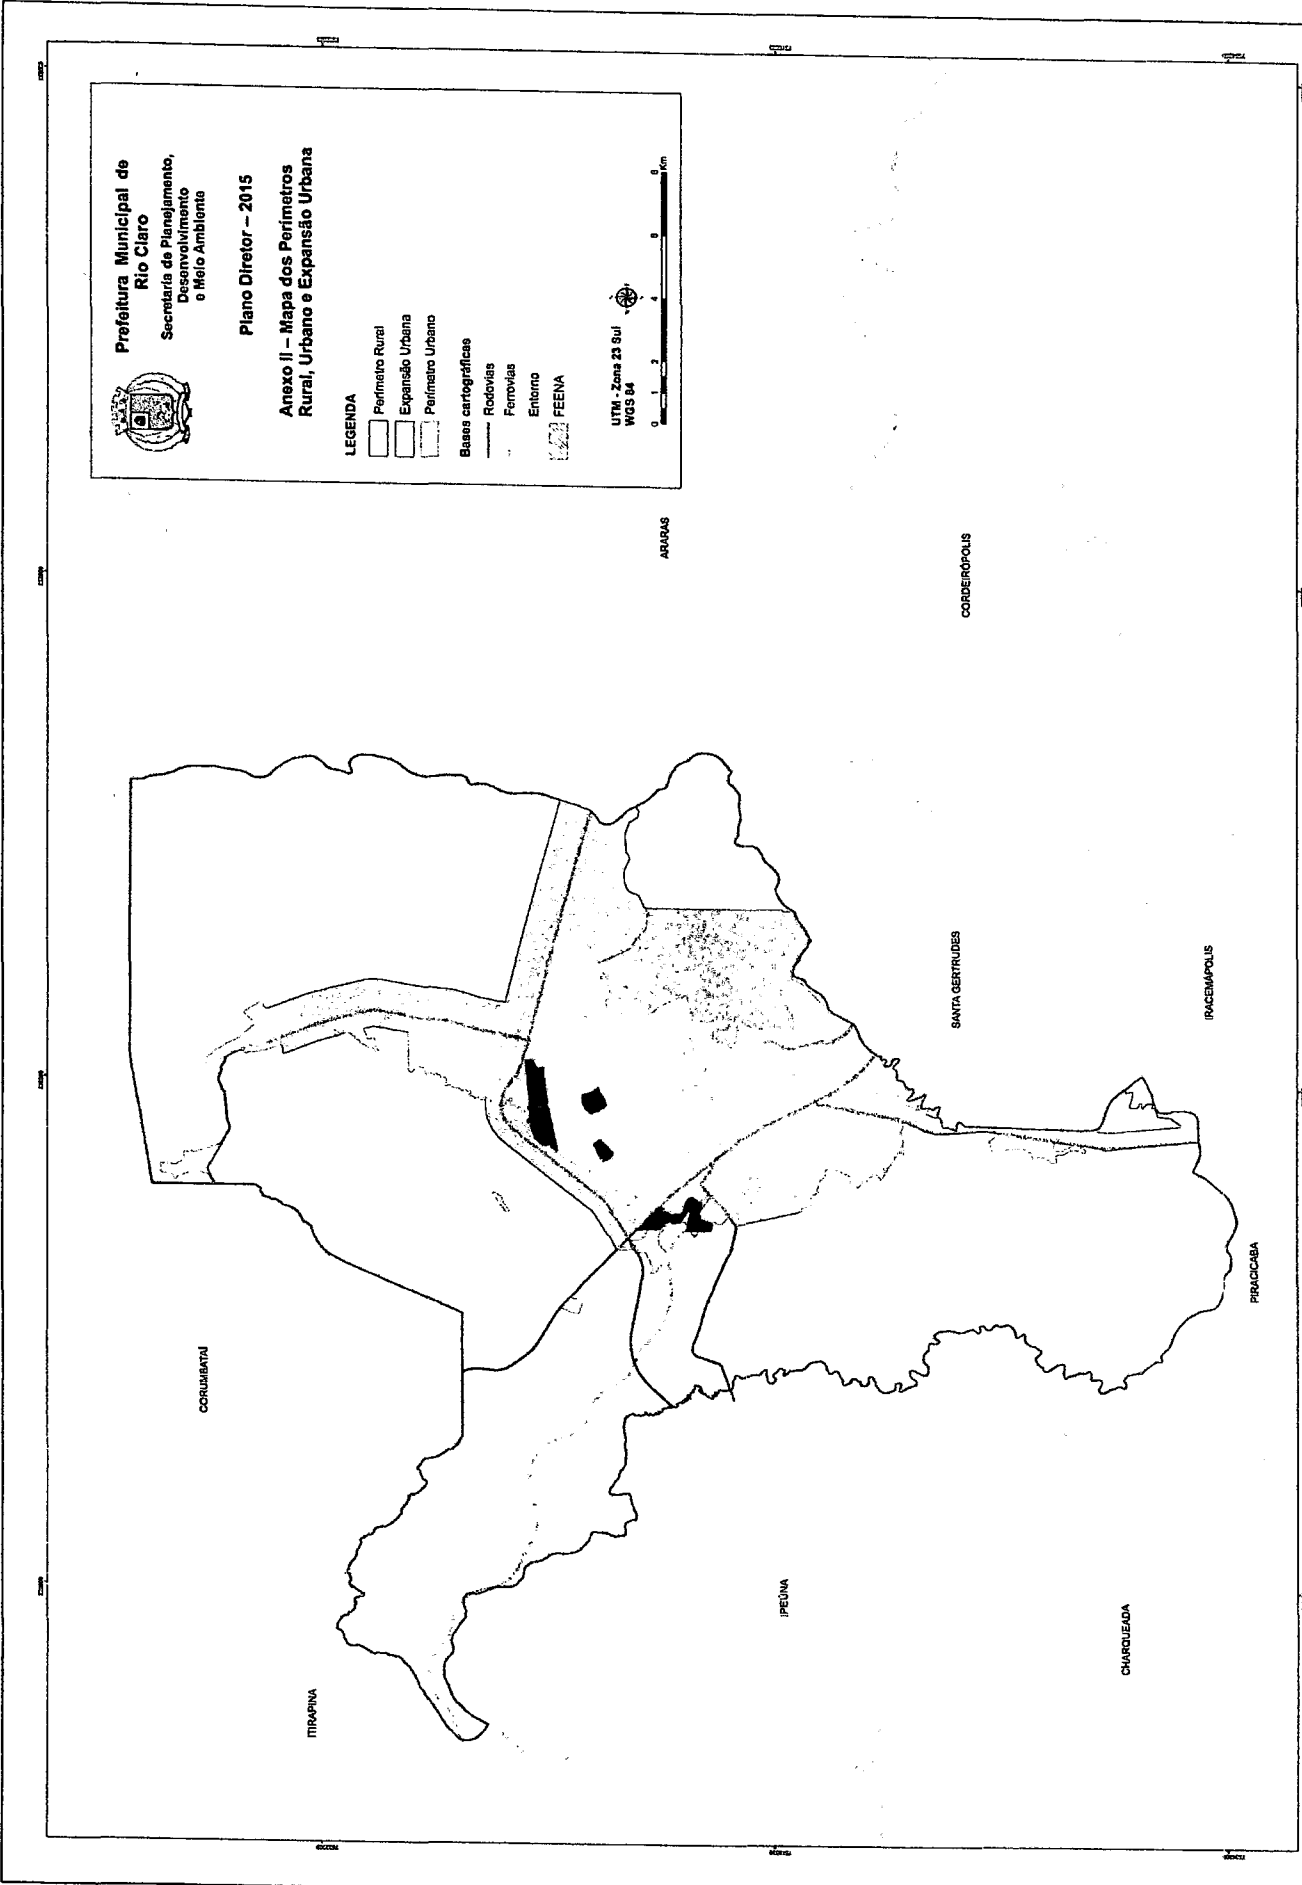 Prefeitura Municipal de
Rio Claro
Secretaria de Planejamento,
Desenvolvimento
e Meio Ambiente
Plano Diretor – 2015
Anexo II – Mapa dos Perímetros
Rural, Urbano e Expansão Urbana
LEGENDA
Perímetro Rural
Expansão Urbana
Perímetro Urbano
Bases cartográficas
Rodovias
Ferrovias
Entorno
FEENA
UTM - Zona 23 Sul
WGS 84
0 1 2 4 6 8
Km
ARARAS
CORDEIRÓPOLIS
SANTA GERTRUDES
IRACEMÁPOLIS
CORUMBATAÍ
PIRACICABA
ITIRAPINA
IPEÚNA
CHARQUEADA